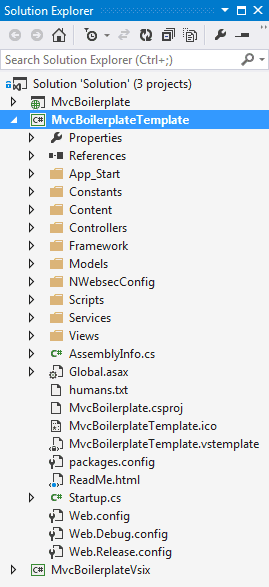 Solution Explorer
Search Solution Explorer (Ctrl+;)
Solution 'Solution' (3 projects)
MvcBoilerplate
C# MvcBoilerplateTemplate
Properties
References
App_Start
Constants
Content
Controllers
Framework
Models
NWebsecConfig
Scripts
Services
Views
C# AssemblyInfo.cs
Global.asax
humans.txt
MvcBoilerplate.csproj
MvcBoilerplateTemplate.ico
MvcBoilerplateTemplate.vstemplate
packages.config
ReadMe.html
C# Startup.cs
Web.config
Web.Debug.config
Web.Release.config
C# MvcBoilerplateVsix